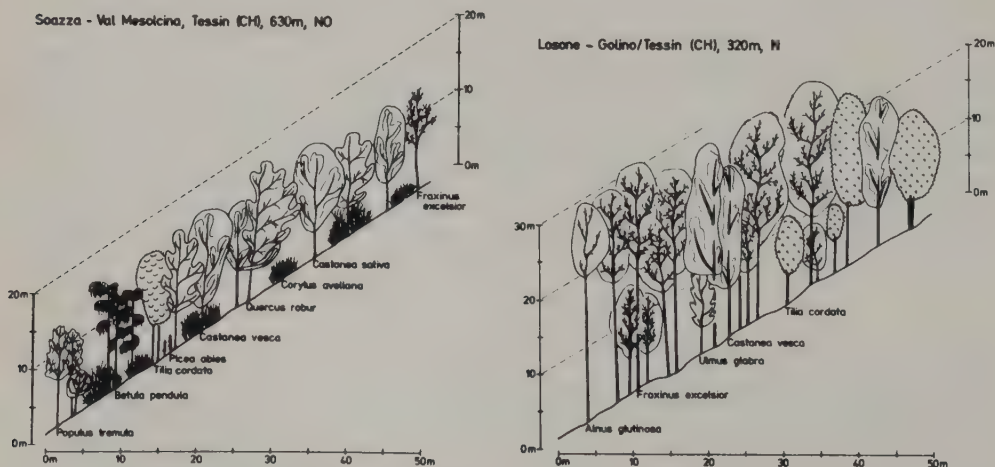 Soazza - Val Mesolcina, Tessin (CH), 630m, NO
20m
10
0m
Fraxinus
excelsior
Castanea sativa
Corylus avellana
Quercus robur
Castanea vesca
Picea abies
Tilia cordata
Betula pendula
Populus tremula
20m
10
0m
0
10
20
30
40
50m
Losone - Golino/Tessin (CH), 320m, N
20m
10
0m
Tilia cordata
Castanea vesca
Ulmus glabra
Fraxinus excelsior
Alnus glutinosa
30m
20
10
0m
0
10
20
30
40
50m